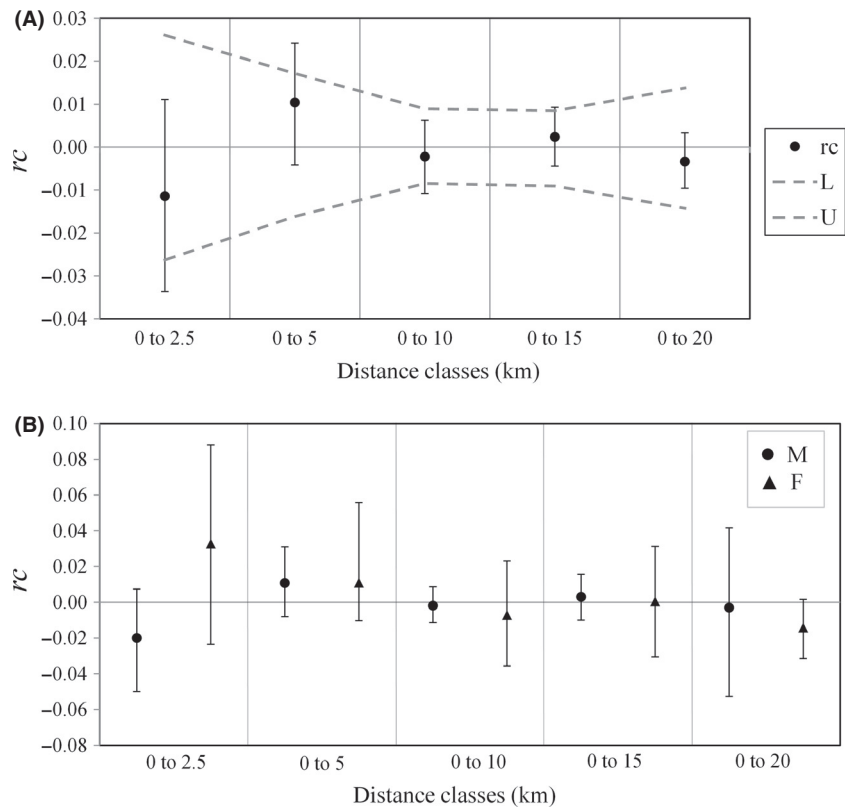 (A)
0.03
0.02
0.01
0.00
−0.01
−0.02
−0.03
−0.04
rc
0 to 2.5 0 to 5 0 to 10 0 to 15 0 to 20
Distance classes (km)
rc
L
U
(B)
0.10
0.08
0.06
0.04
0.02
0.00
−0.02
−0.04
−0.06
−0.08
rc
M
F
0 to 2.5 0 to 5 0 to 10 0 to 15 0 to 20
Distance classes (km)